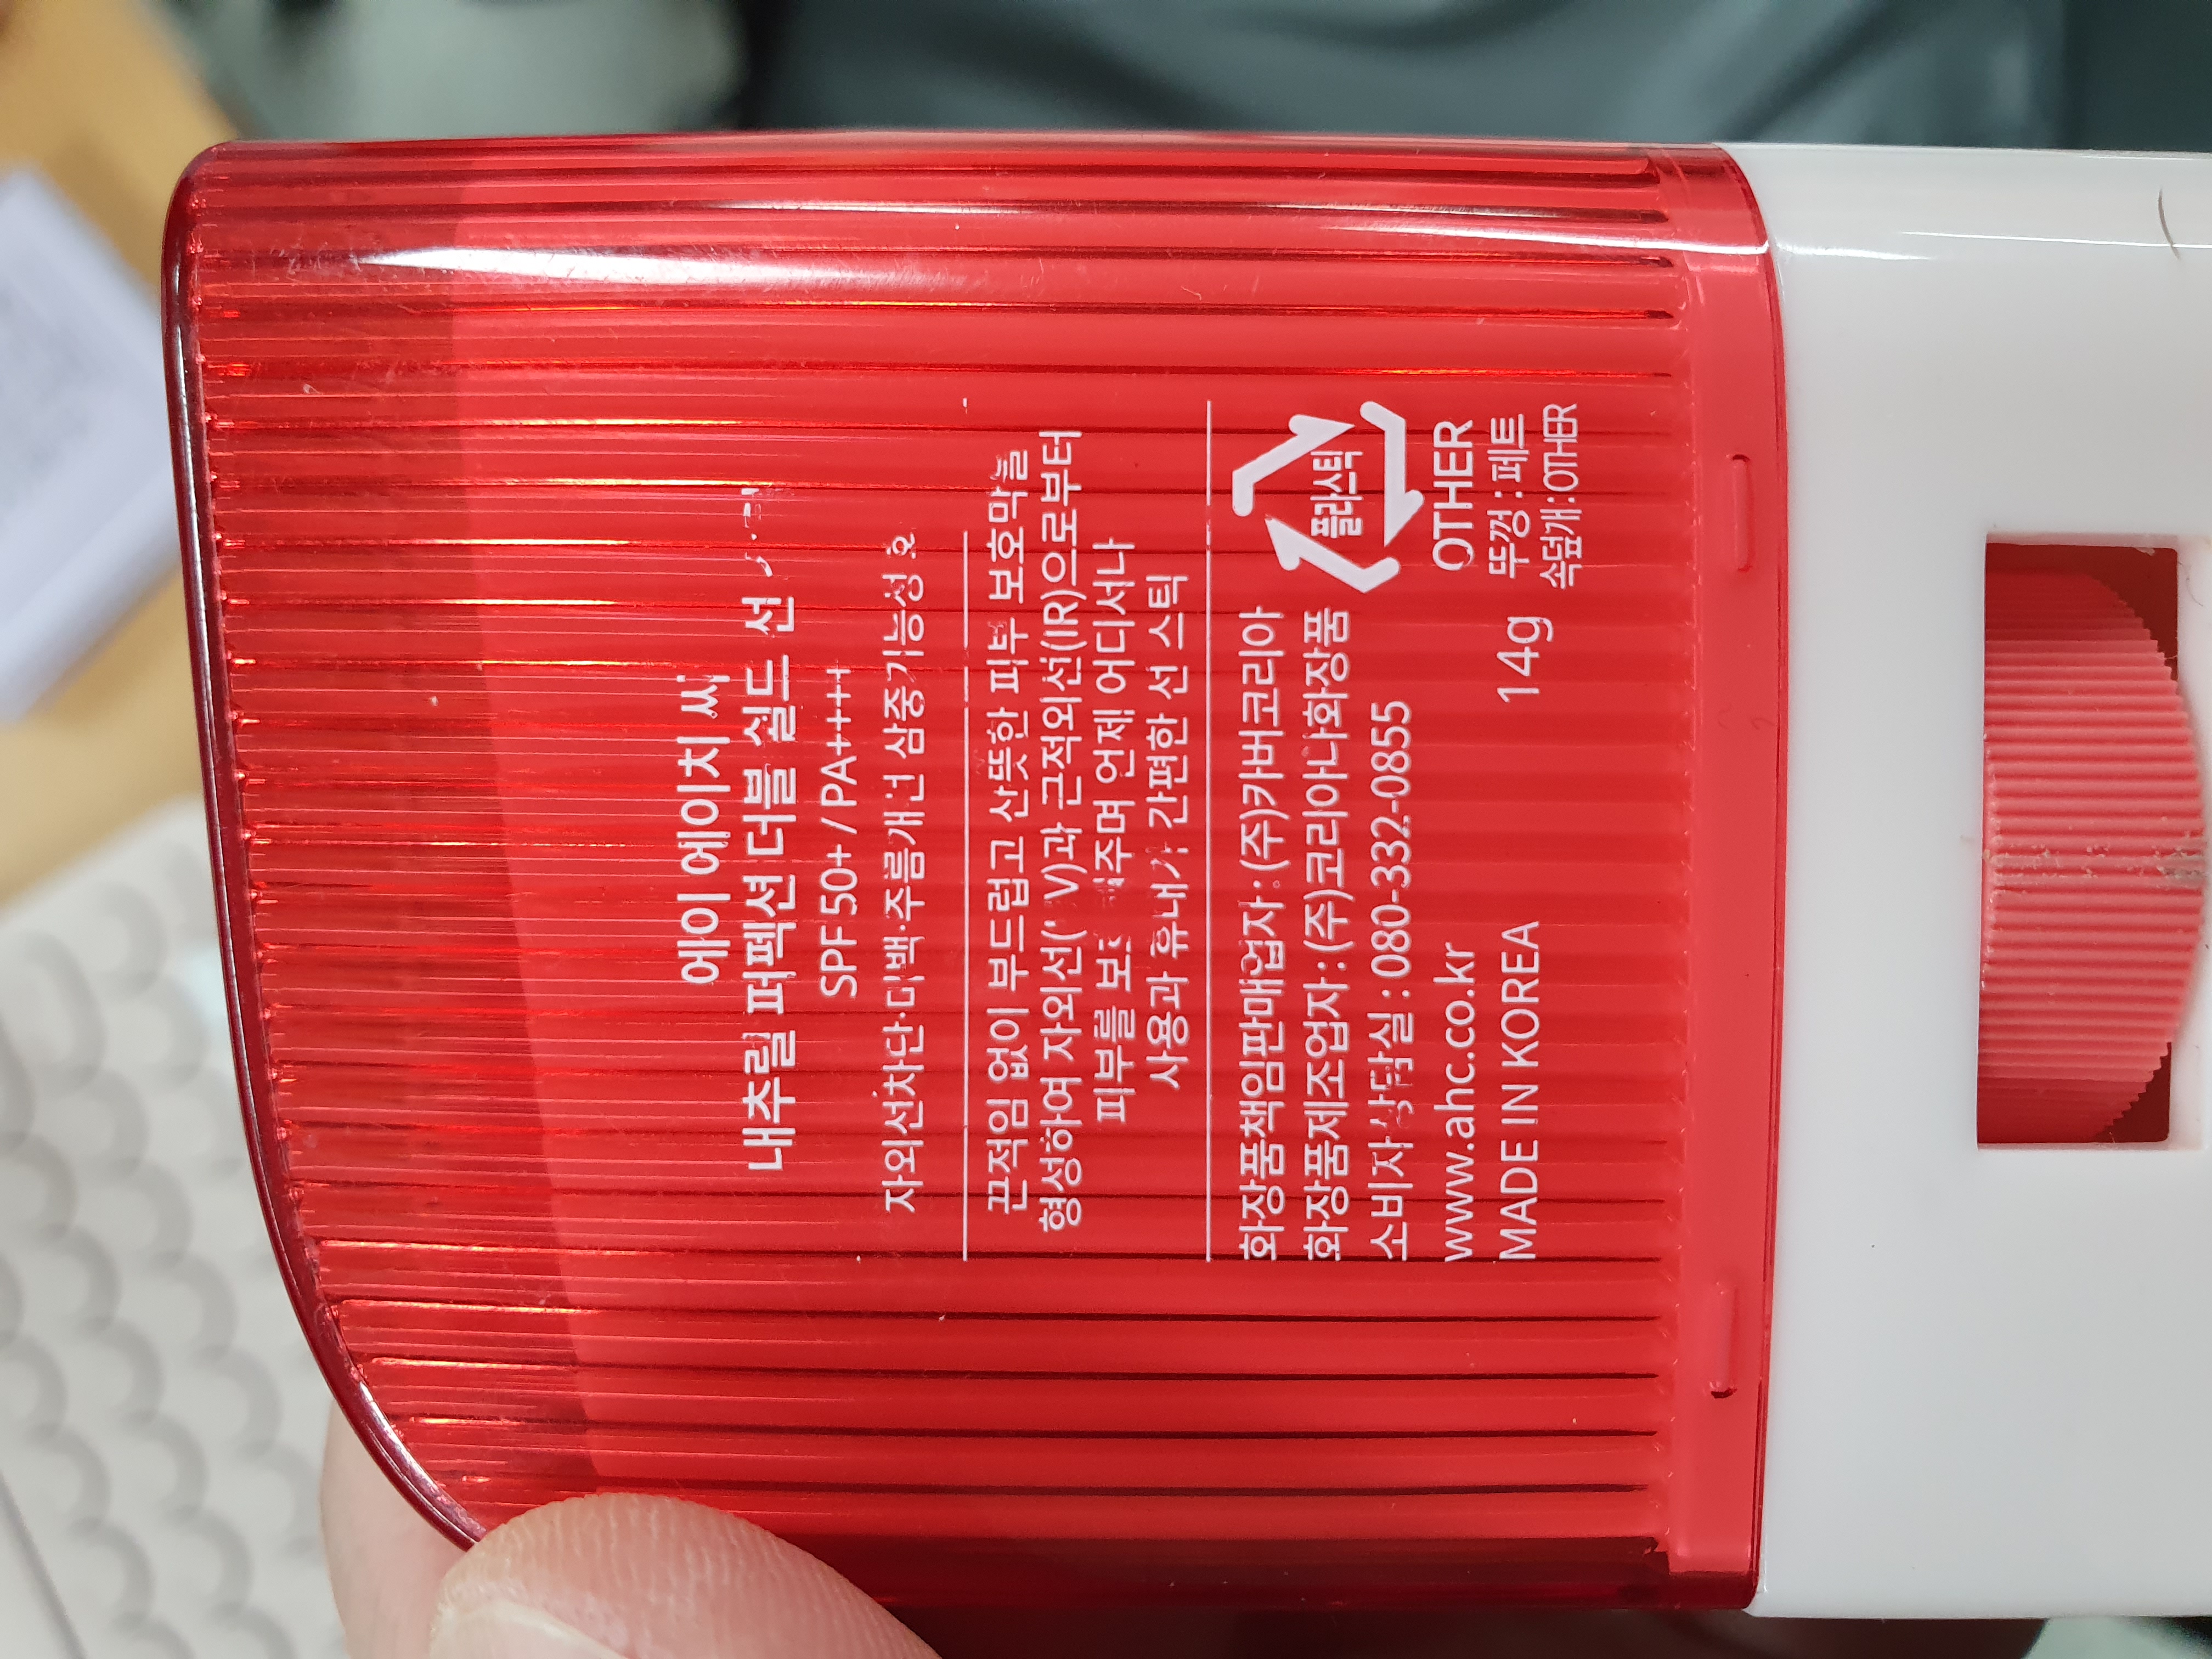 에이 에이치 씨
내추럴 퍼펙션 더블 쉴드 선
SPF 50+ / PA++++
자외선차단·미백·주름개선 삼중기능성
끈적임 없이 부드럽고 산뜻한 피부 보호막을
형성하여 자외선(UV)과 근적외선(IR)으로부터
피부를 언제 어디서나
사용과 휴대가 간편한 선 스틱
화장품책임판매업자 : (주)카버코리아
화장품제조업자 : (주)코리아나화장품
소비자상담실 : 080-332-0855
www.ahc.co.kr
MADE IN KOREA
14g
플라스틱
OTHER
뚜껑 : 페트
속덮개 : OTHER